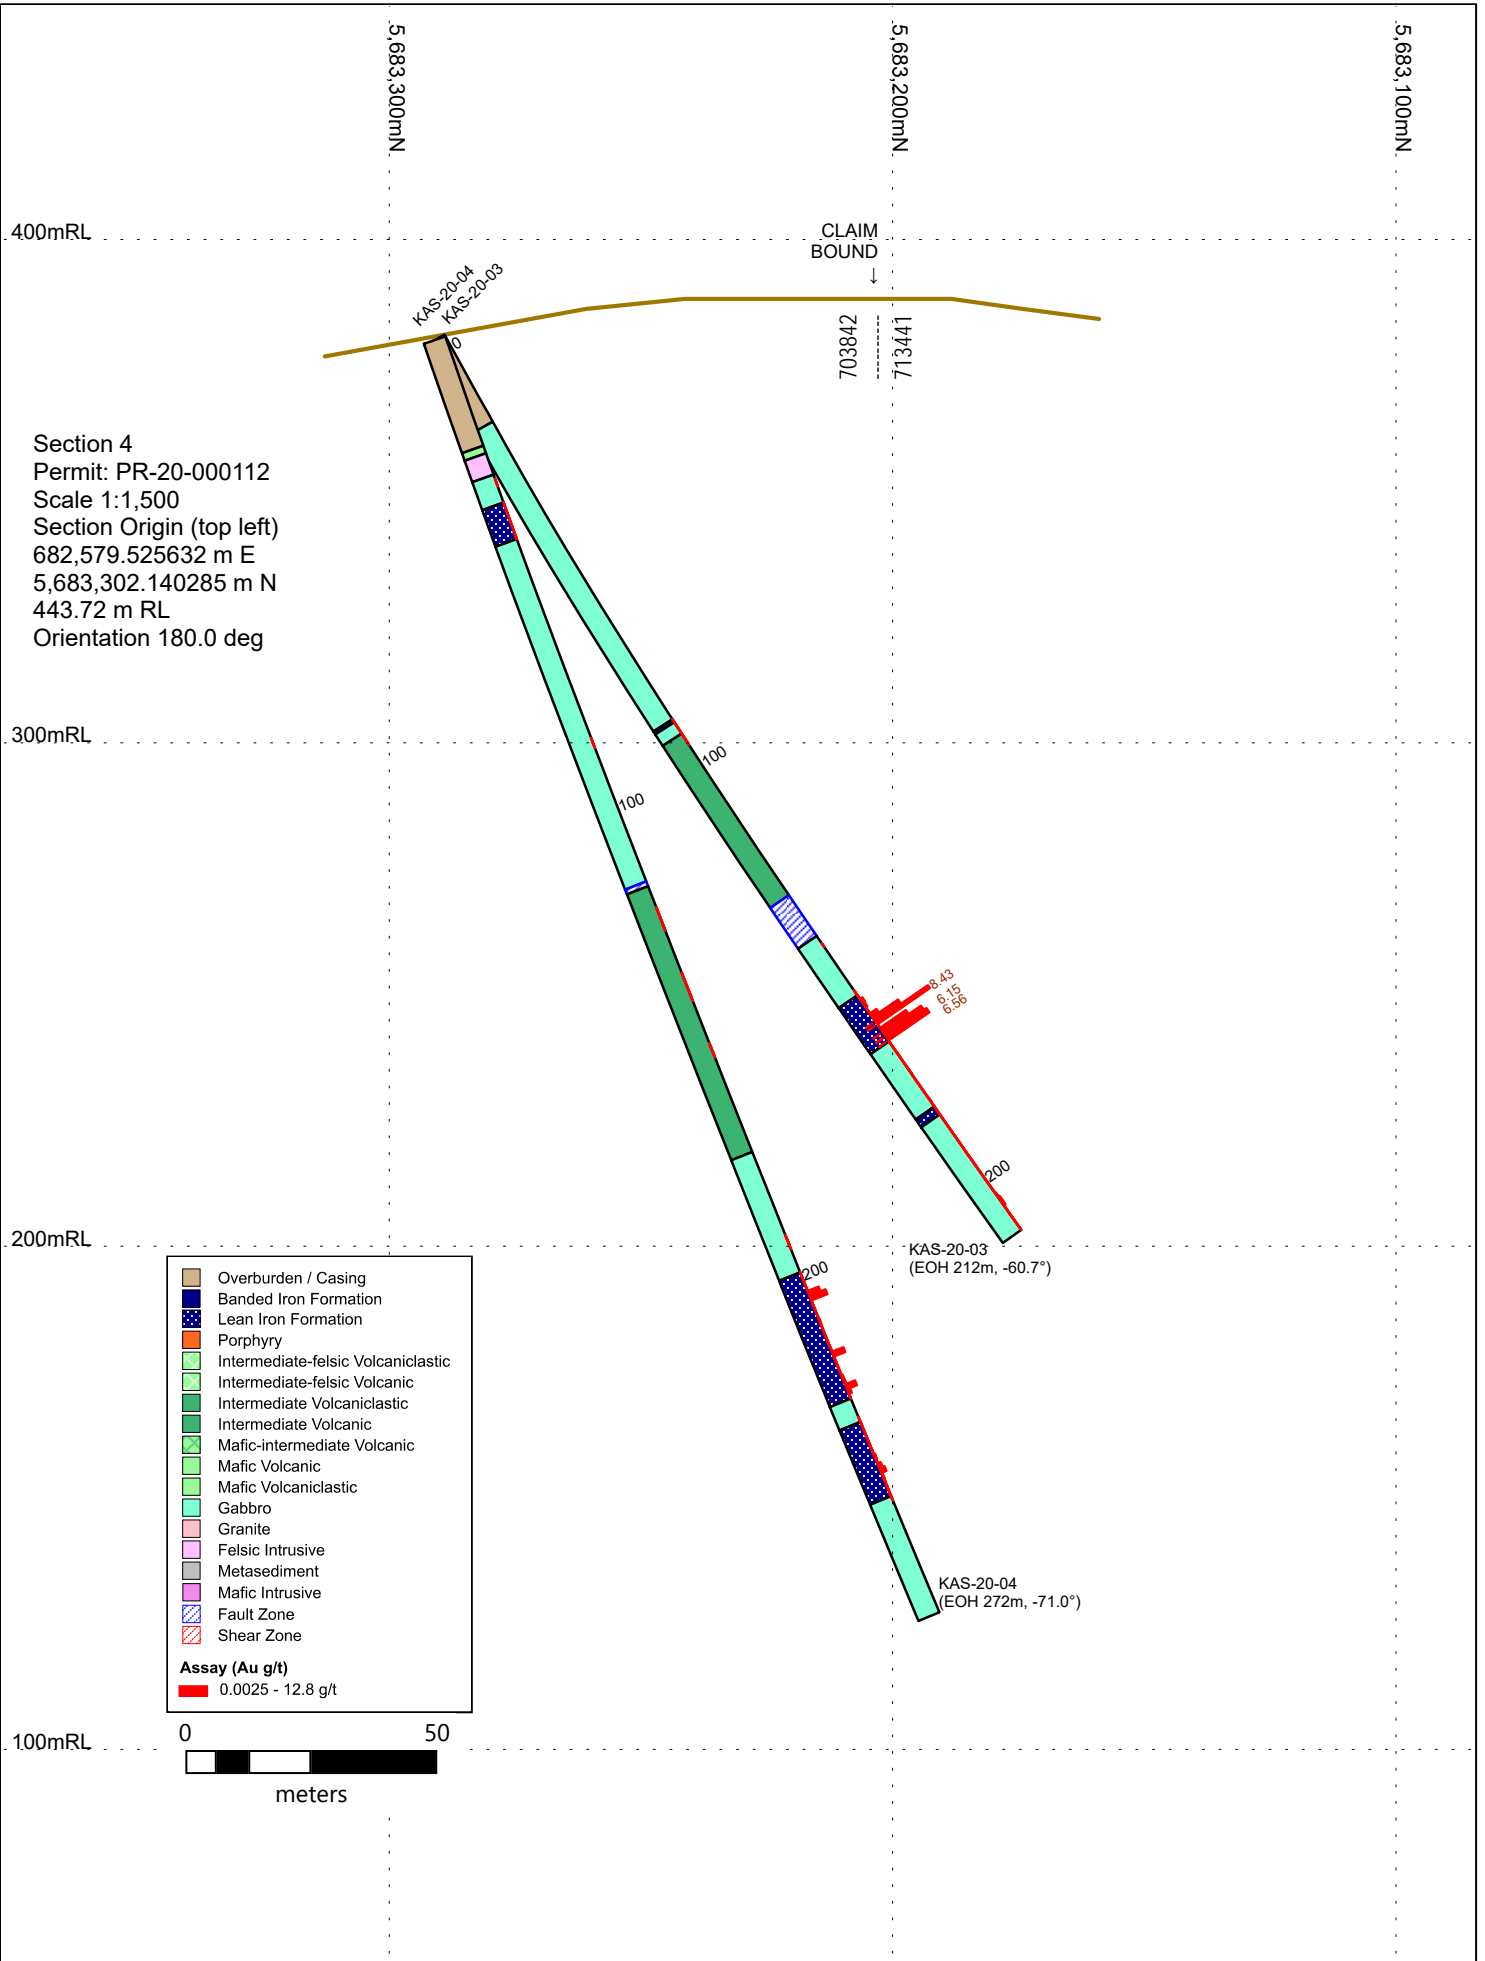 5,683,300mN
5,683,200mN
5,683,100mN
400mRL
CLAIM
BOUND
↓
KAS-20-04
KAS-20-03
0
703842
713441
Section 4
Permit: PR-20-000112
Scale 1:1,500
Section Origin (top left)
682,579.525632 m E
5,683,302.140285 m N
443.72 m RL
Orientation 180.0 deg
300mRL
100
100
8.43
6.15
6.56
200
200mRL
KAS-20-03
(EOH 212m, -60.7°)
200
Overburden / Casing
Banded Iron Formation
Lean Iron Formation
Porphyry
Intermediate-felsic Volcaniclastic
Intermediate-felsic Volcanic
Intermediate Volcaniclastic
Intermediate Volcanic
Mafic-intermediate Volcanic
Mafic Volcanic
Mafic Volcaniclastic
Gabbro
Granite
Felsic Intrusive
Metasediment
Mafic Intrusive
Fault Zone
Shear Zone
Assay (Au g/t)
0.0025 - 12.8 g/t
KAS-20-04
(EOH 272m, -71.0°)
0 50
100mRL
meters